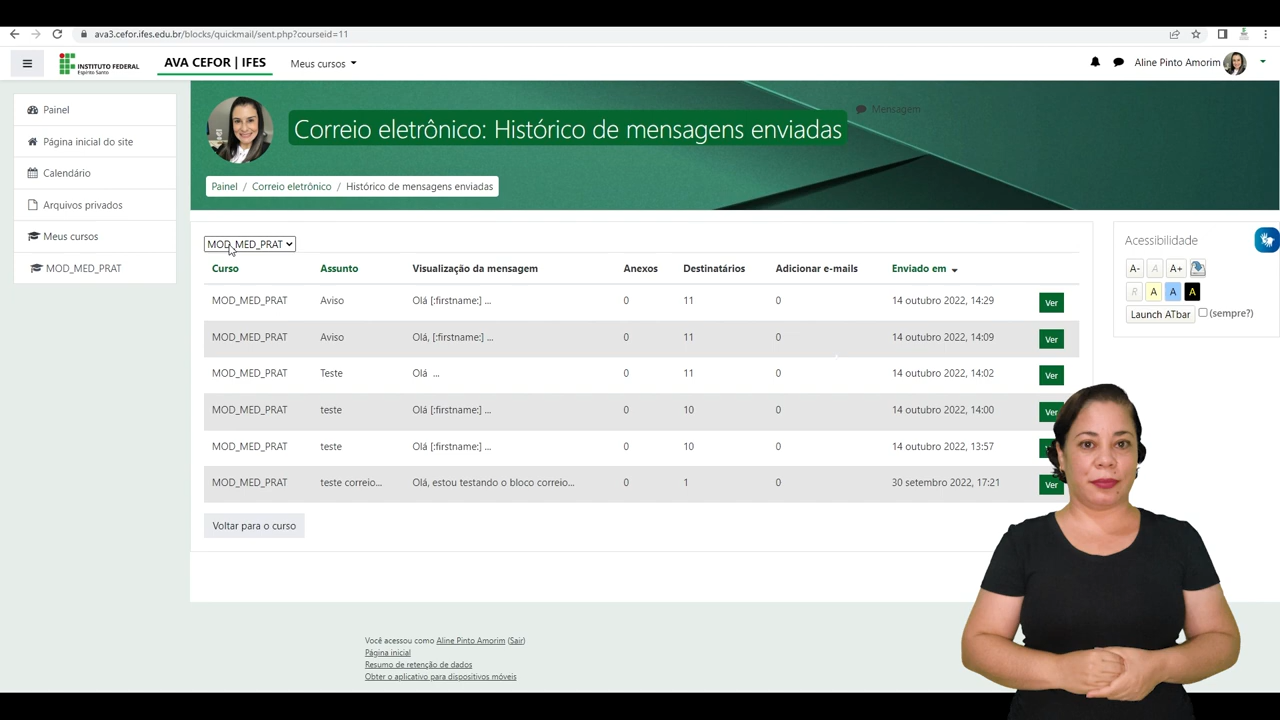 ava3.cefor.ifes.edu.br/blocks/quickmail/sent.php?courseid=11
INSTITUTO FEDERAL
Espírito Santo
AVA CEFOR | IFES
Meus cursos
Aline Pinto Amorim
Painel
Página inicial do site
Calendário
Arquivos privados
Meus cursos
MOD_MED_PRAT
Correio eletrônico: Histórico de mensagens enviadas
Mensagem
Painel / Correio eletrônico / Histórico de mensagens enviadas
MOD_MED_PRAT
Curso Assunto Visualização da mensagem Anexos Destinatários Adicionar e-mails Enviado em
MOD_MED_PRAT Aviso Olá [:firstname:] ... 0 11 0 14 outubro 2022, 14:29 Ver
MOD_MED_PRAT Aviso Olá, [:firstname:] ... 0 11 0 14 outubro 2022, 14:09 Ver
MOD_MED_PRAT Teste Olá ... 0 11 0 14 outubro 2022, 14:02 Ver
MOD_MED_PRAT teste Olá [:firstname:] ... 0 10 0 14 outubro 2022, 14:00 Ver
MOD_MED_PRAT teste Olá [:firstname:] ... 0 10 0 14 outubro 2022, 13:57
MOD_MED_PRAT teste correio... Olá, estou testando o bloco correio... 0 1 0 30 setembro 2022, 17:21 Ver
Voltar para o curso
Acessibilidade
A- A A+
R A A A
Launch ATbar (sempre?)
Você acessou como Aline Pinto Amorim (Sair)
Página inicial
Resumo de retenção de dados
Obter o aplicativo para dispositivos móveis